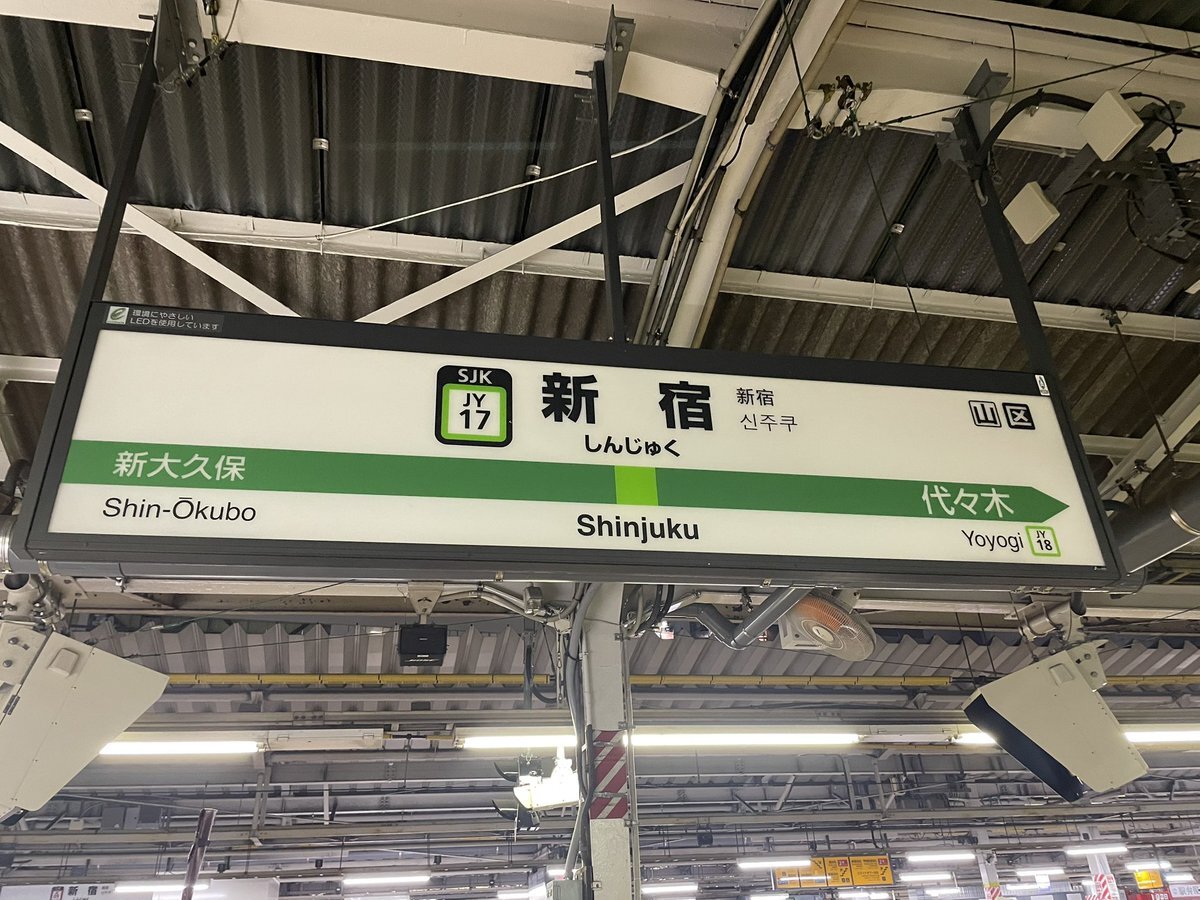 環境にやさしい
LEDを使用しています
SJK
JY
17
新宿
しんじゅく
新宿
신주쿠
山区
新大久保
代々木
Shin-Ōkubo
Shinjuku
Yoyogi
JY
18
新宿